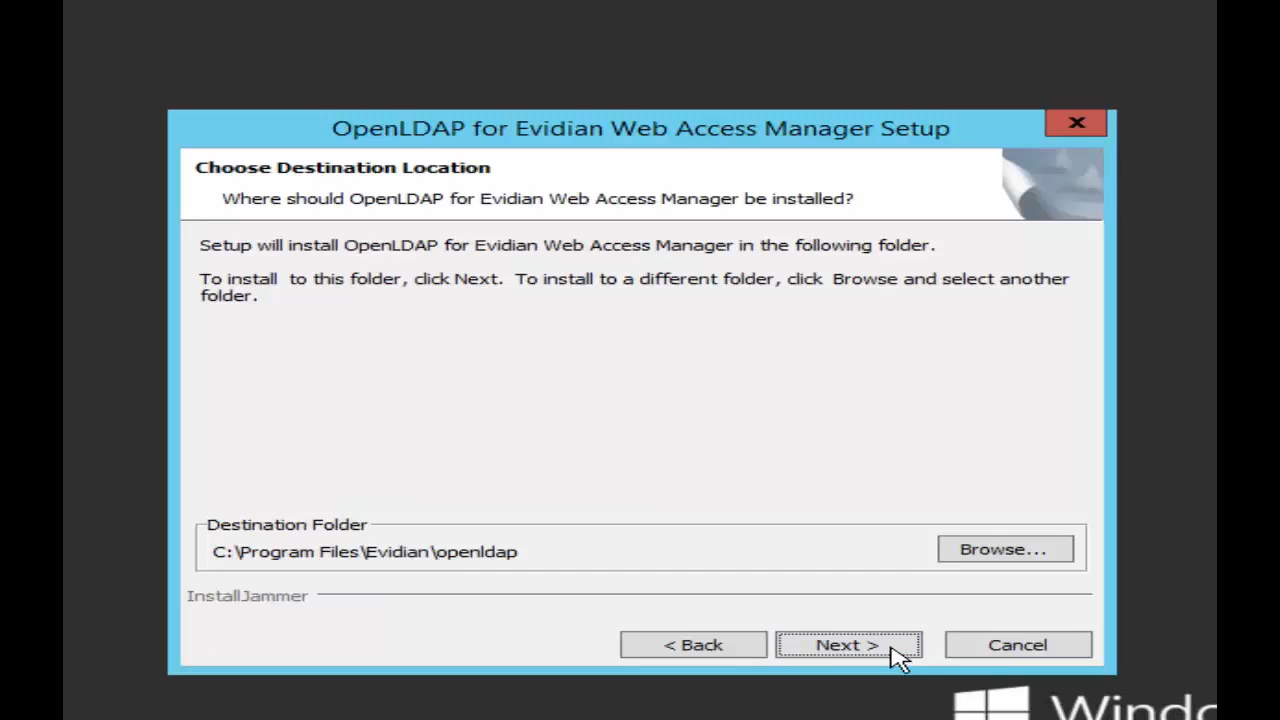 OpenLDAP for Evidian Web Access Manager Setup
Choose Destination Location
Where should OpenLDAP for Evidian Web Access Manager be installed?
Setup will install OpenLDAP for Evidian Web Access Manager in the following folder.
To install to this folder, click Next. To install to a different folder, click Browse and select another
folder.
Destination Folder
C:\Program Files\Evidian\openldap
Browse...
InstallJammer
< Back
Next >
Cancel
Windo